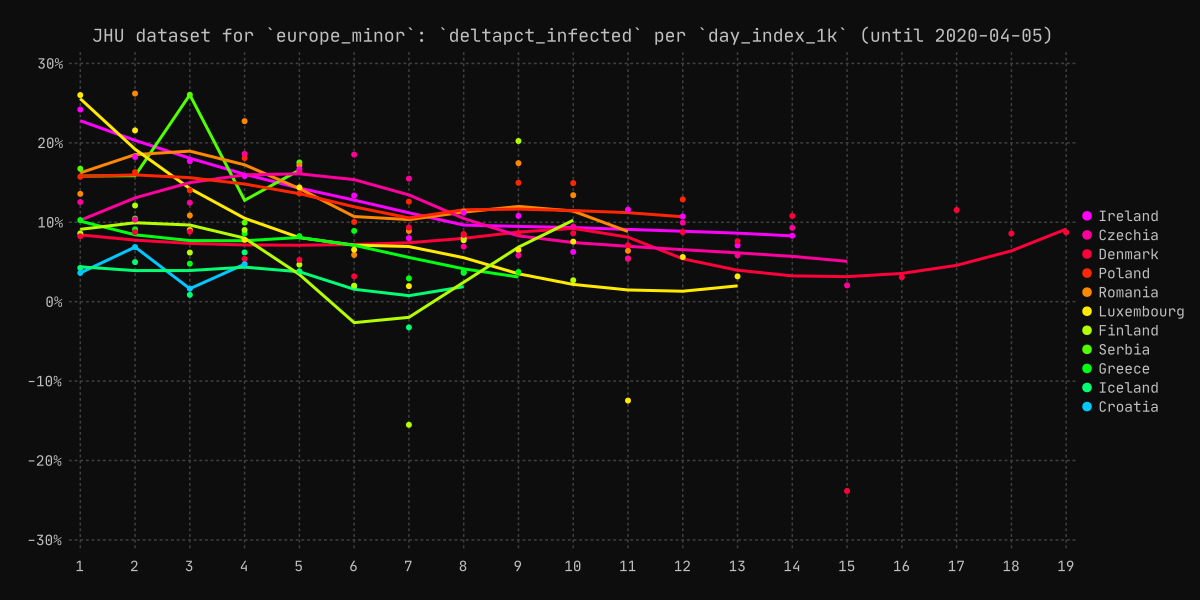 JHU dataset for `europe_minor`: `deltapct_infected` per `day_index_1k` (until 2020-04-05)
30%
20%
10%
0%
-10%
-20%
-30%
1 2 3 4 5 6 7 8 9 10 11 12 13 14 15 16 17 18 19
Ireland
Czechia
Denmark
Poland
Romania
Luxembourg
Finland
Serbia
Greece
Iceland
Croatia